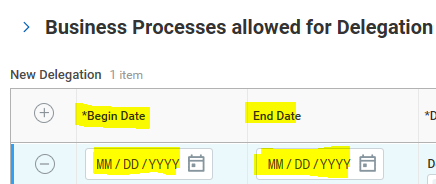 Business Processes allowed for Delegation
New Delegation 1 item
*Begin Date End Date *D
MM / DD / YYYY MM / DD / YYYY D